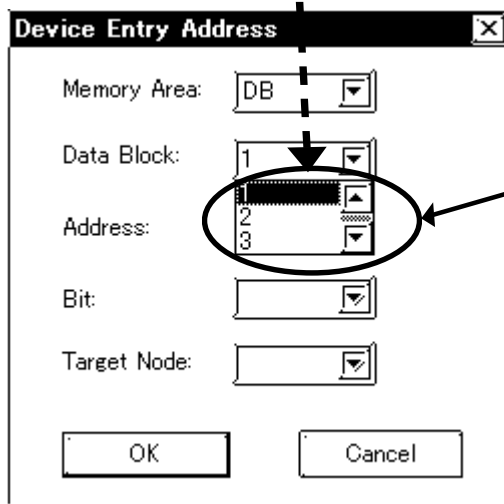 Device Entry Address
Memory Area: DB
Data Block: 1
1
2
Address:
3
Bit:
Target Node:
OK Cancel